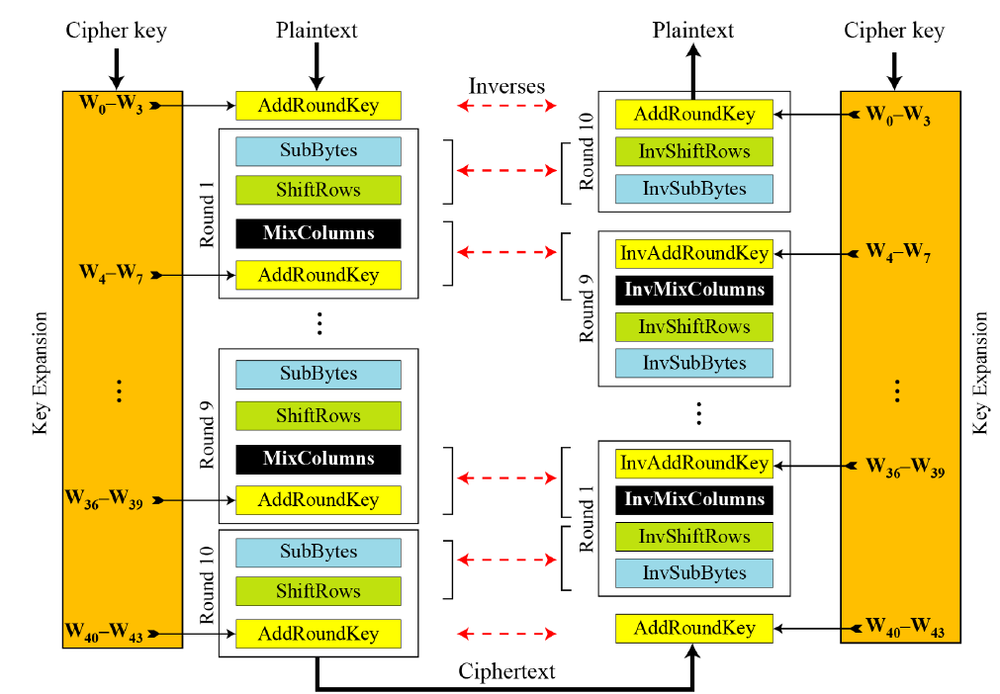 Cipher key
Plaintext
Plaintext
Cipher key
Inverses
W0–W3
AddRoundKey
AddRoundKey
W0–W3
Round 1
SubBytes
ShiftRows
MixColumns
AddRoundKey
W4–W7
Round 10
InvShiftRows
InvSubBytes
Round 9
InvAddRoundKey
W4–W7
InvMixColumns
InvShiftRows
InvSubBytes
Key Expansion
⋮
⋮
Round 9
SubBytes
ShiftRows
MixColumns
AddRoundKey
W36–W39
⋮
⋮
Key Expansion
Round 1
InvAddRoundKey
W36–W39
InvMixColumns
InvShiftRows
InvSubBytes
Round 10
SubBytes
ShiftRows
AddRoundKey
W40–W43
AddRoundKey
W40–W43
Ciphertext